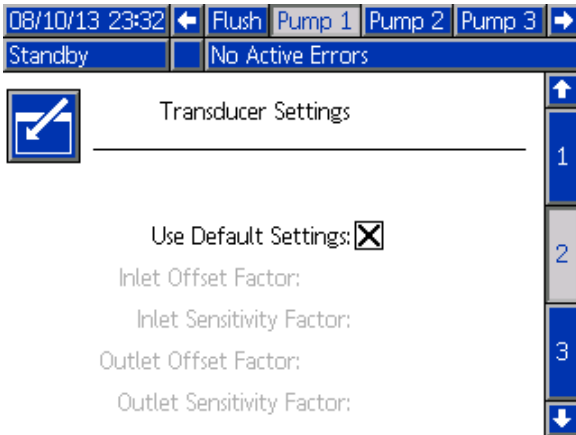 08/10/13 23:32 Flush Pump 1 Pump 2 Pump 3
Standby No Active Errors
Transducer Settings
1
Use Default Settings:
2
Inlet Offset Factor:
Inlet Sensitivity Factor:
Outlet Offset Factor:
3
Outlet Sensitivity Factor: